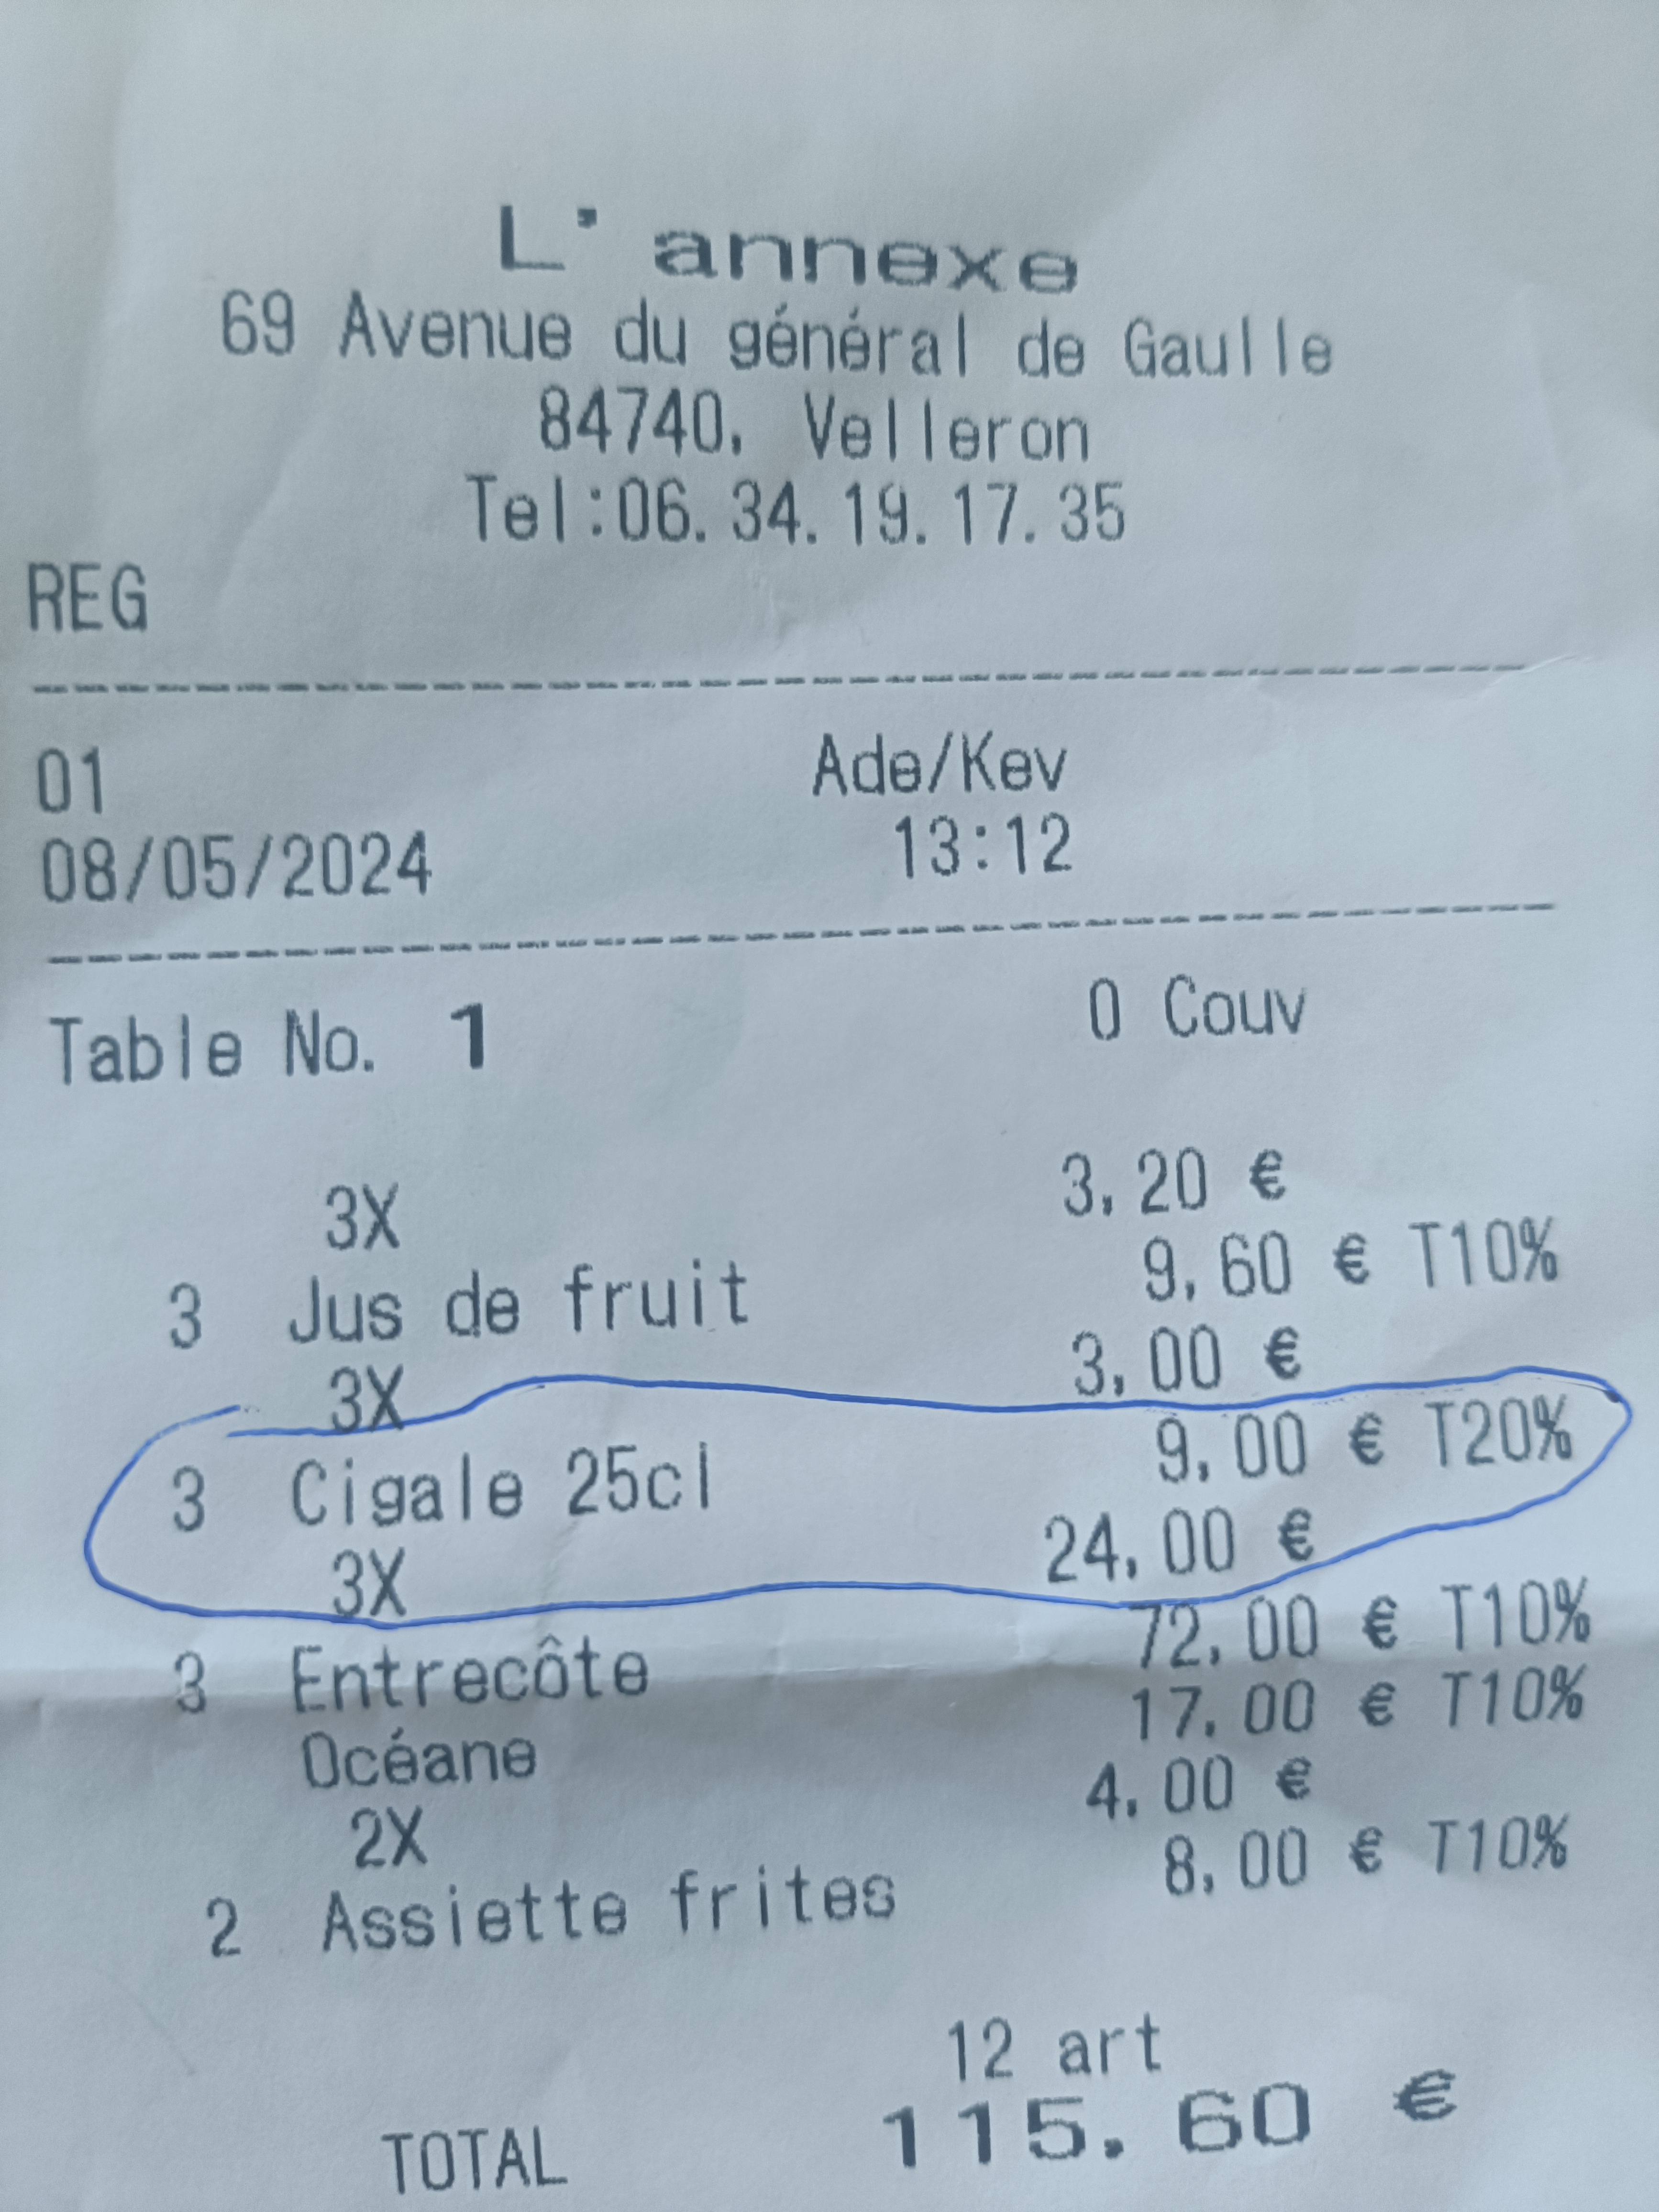 L'annexe
69 Avenue du général de Gaulle
84740, Velleron
Tel:06.34.19.17.35
REG
01 Ade/Kev
08/05/2024 13:12
Table No. 1 0 Couv
3X 3,20 €
3 Jus de fruit 9,60 € T10%
3X 3,00 €
3 Cigale 25cl 9,00 € T20%
3X 24,00 €
3 Entrecôte 72,00 € T10%
Océane 17,00 € T10%
2X 4,00 €
2 Assiette frites 8,00 € T10%
12 art
TOTAL 115.60 €